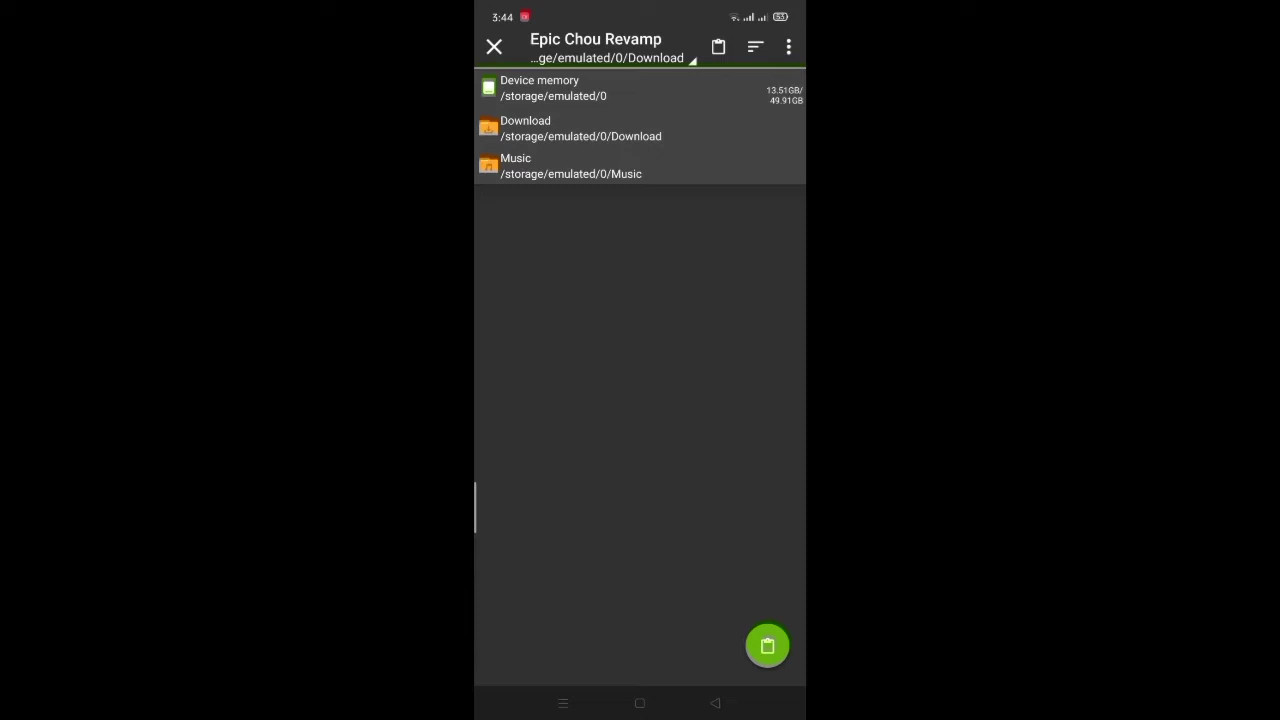 3:44
53
Epic Chou Revamp
...ge/emulated/0/Download
Device memory
/storage/emulated/0
13.51GB/
49.91GB
Download
/storage/emulated/0/Download
Music
/storage/emulated/0/Music